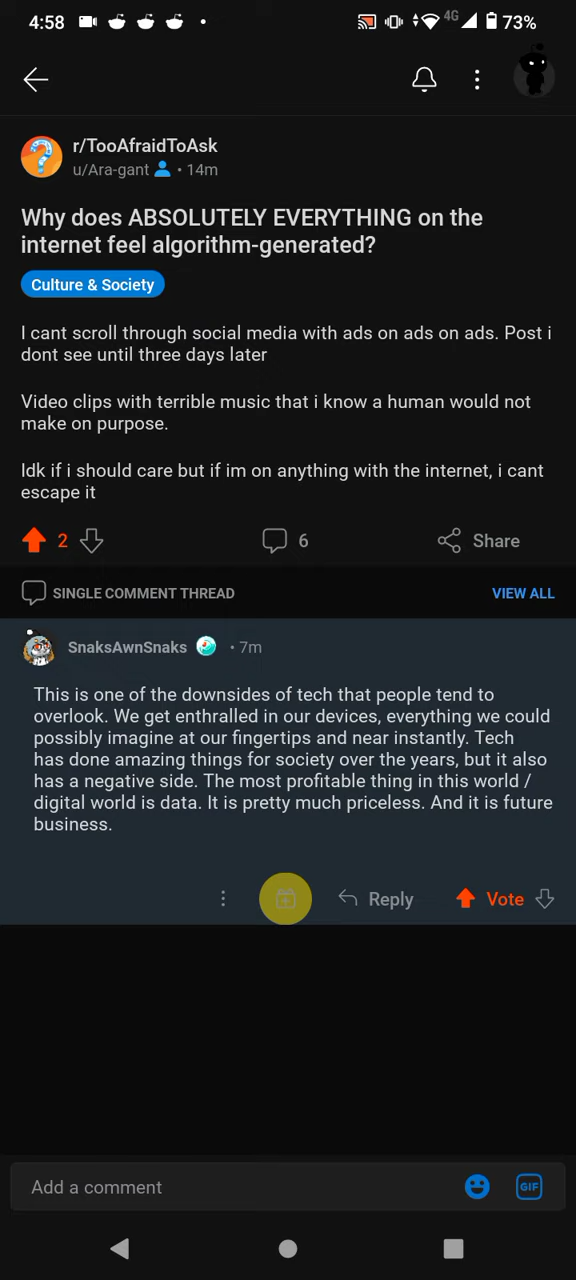 4:58
4G
73%
r/TooAfraidToAsk
u/Ara-gant • 14m
Why does ABSOLUTELY EVERYTHING on the
internet feel algorithm-generated?
Culture & Society
I cant scroll through social media with ads on ads on ads. Post i
dont see until three days later
Video clips with terrible music that i know a human would not
make on purpose.
Idk if i should care but if im on anything with the internet, i cant
escape it
2
6
Share
SINGLE COMMENT THREAD
VIEW ALL
SnaksAwnSnaks • 7m
This is one of the downsides of tech that people tend to
overlook. We get enthralled in our devices, everything we could
possibly imagine at our fingertips and near instantly. Tech
has done amazing things for society over the years, but it also
has a negative side. The most profitable thing in this world /
digital world is data. It is pretty much priceless. And it is future
business.
Reply
Vote
Add a comment
GIF